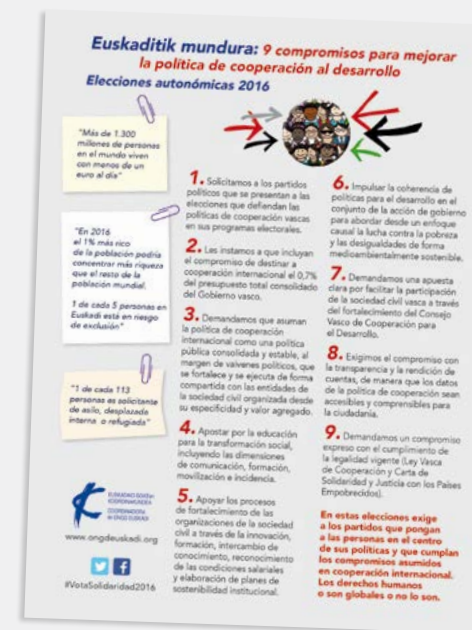 Euskaditik mundura: 9 compromisos para mejorar
la política de cooperación al desarrollo
Elecciones autonómicas 2016
"Más de 1.300
millones de personas
en el mundo viven
con menos de un
euro al día"
"En 2016
el 1% más rico
de la población podría
concentrar más riqueza
que el resto de la
población mundial.
1 de cada 5 personas en
Euskadi está en riesgo
de exclusión"
"1 de cada 113
personas es solicitante
de asilo, desplazada
interna o refugiada"
EUSKADIKO GGKEen
KOORDINAKUNDEA
COORDINADORA
de ONGD EUSKADI
www.ongdeuskadi.org
#VotaSolidaridad2016
1. Solicitamos a los partidos
políticos que se presentan a las
elecciones que defiendan las
políticas de cooperación vascas
en sus programas electorales.
2. Les instamos a que incluyan
el compromiso de destinar a
cooperación internacional el 0,7%
del presupuesto total consolidado
del Gobierno vasco.
3. Demandamos que asuman
la política de cooperación
internacional como una política
pública consolidada y estable, al
margen de vaivenes políticos, que
se fortalece y se ejecuta de forma
compartida con las entidades de
la sociedad civil organizada desde
su especificidad y valor agregado.
4. Apostar por la educación
para la transformación social,
incluyendo las dimensiones
de comunicación, formación,
movilización e incidencia.
5. Apoyar los procesos
de fortalecimiento de las
organizaciones de la sociedad
civil a través de la innovación,
formación, intercambio de
conocimiento, reconocimiento
de las condiciones salariales
y elaboración de planes de
sostenibilidad institucional.
6. Impulsar la coherencia de
políticas para el desarrollo en el
conjunto de la acción de gobierno
para abordar desde un enfoque
causal la lucha contra la pobreza
y las desigualdades de forma
medioambientalmente sostenible.
7. Demandamos una apuesta
clara por facilitar la participación
de la sociedad civil vasca a través
del fortalecimiento del Consejo
Vasco de Cooperación para
el Desarrollo.
8. Exigimos el compromiso con
la transparencia y la rendición de
cuentas, de manera que los datos
de la política de cooperación sean
accesibles y comprensibles para
la ciudadanía.
9. Demandamos un compromiso
expreso con el cumplimiento de
la legalidad vigente (Ley Vasca
de Cooperación y Carta de
Solidaridad y Justicia con los Países
Empobrecidos).
En estas elecciones exige
a los partidos que pongan
a las personas en el centro
de sus políticas y que cumplan
los compromisos asumidos
en cooperación internacional.
Los derechos humanos
o son globales o no lo son.